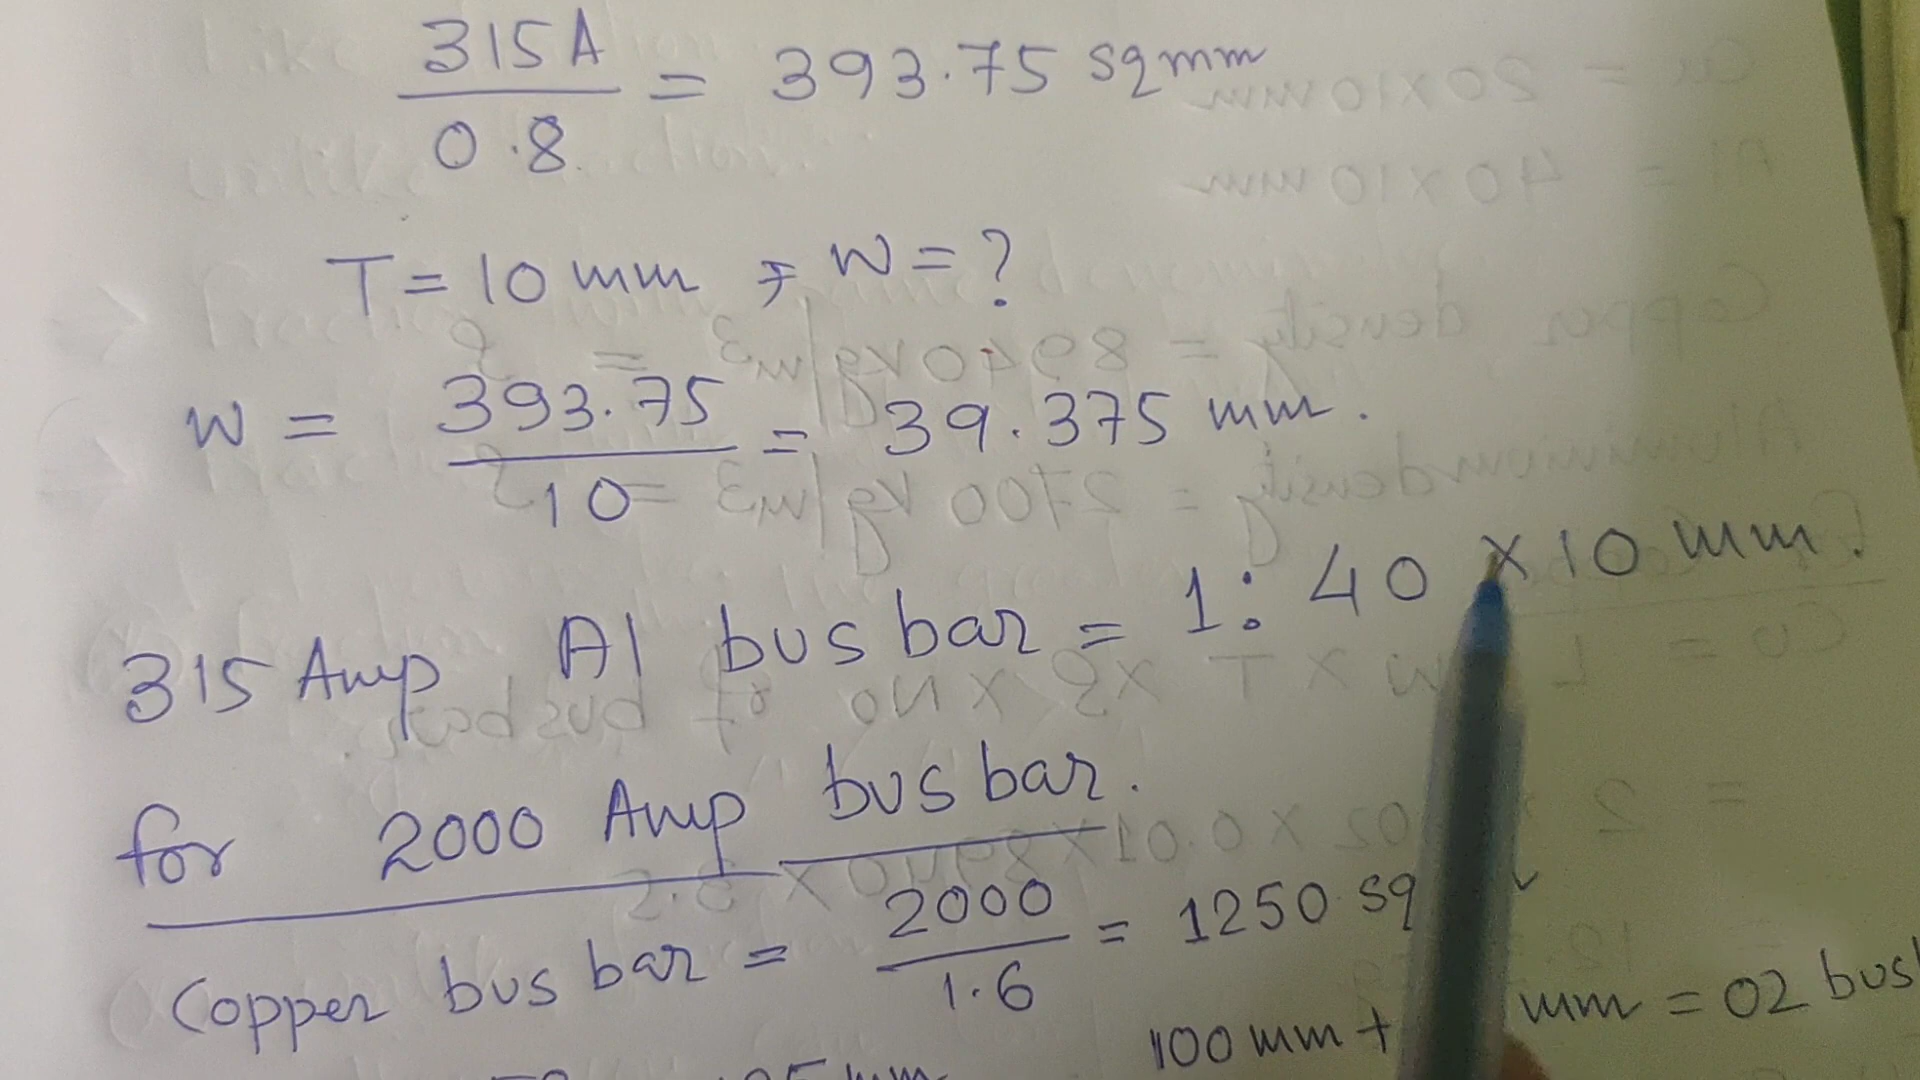 315A
0.8
= 393.75 sqmm
T = 10 mm , W = ?
W = 393.75 / 10 = 39.375 mm.
315 Amp Al bus bar = 1: 40 x 10 mm.
for 2000 Amp bus bar.
Copper bus bar = 2000 / 1.6 = 1250 sq
100 mm + mm = 02 bus